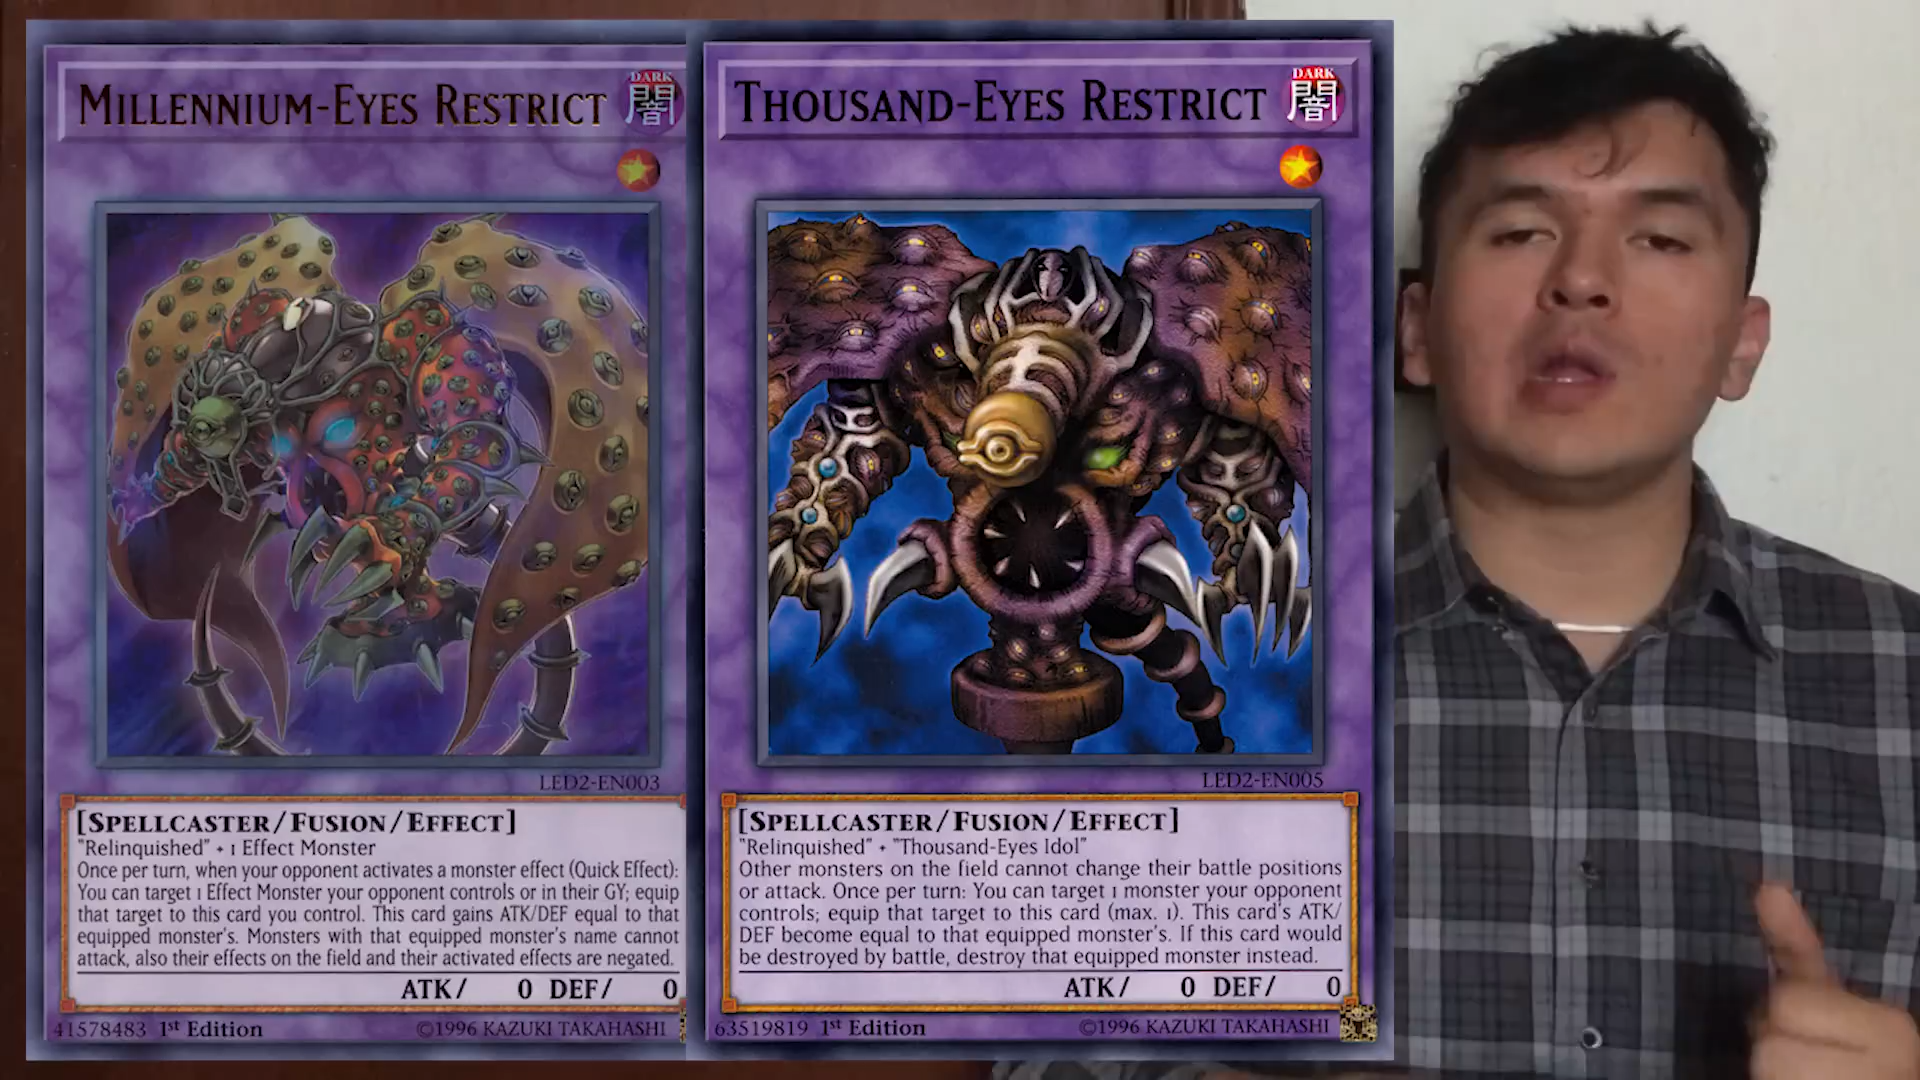 MILLENNIUM-EYES RESTRICT
DARK
闇
LED2-EN003
[SPELLCASTER/FUSION/EFFECT]
"Relinquished" + 1 Effect Monster
Once per turn, when your opponent activates a monster effect (Quick Effect):
You can target 1 Effect Monster your opponent controls or in their GY; equip
that target to this card you control. This card gains ATK/DEF equal to that
equipped monster's. Monsters with that equipped monster's name cannot
attack, also their effects on the field and their activated effects are negated.
ATK/ 0 DEF/ 0
41578483 1st Edition ©1996 KAZUKI TAKAHASHI
THOUSAND-EYES RESTRICT
DARK
闇
LED2-EN005
[SPELLCASTER/FUSION/EFFECT]
"Relinquished" + "Thousand-Eyes Idol"
Other monsters on the field cannot change their battle positions
or attack. Once per turn: You can target 1 monster your opponent
controls; equip that target to this card (max. 1). This card's ATK/
DEF become equal to that equipped monster's. If this card would
be destroyed by battle, destroy that equipped monster instead.
ATK/ 0 DEF/ 0
63519819 1st Edition ©1996 KAZUKI TAKAHASHI